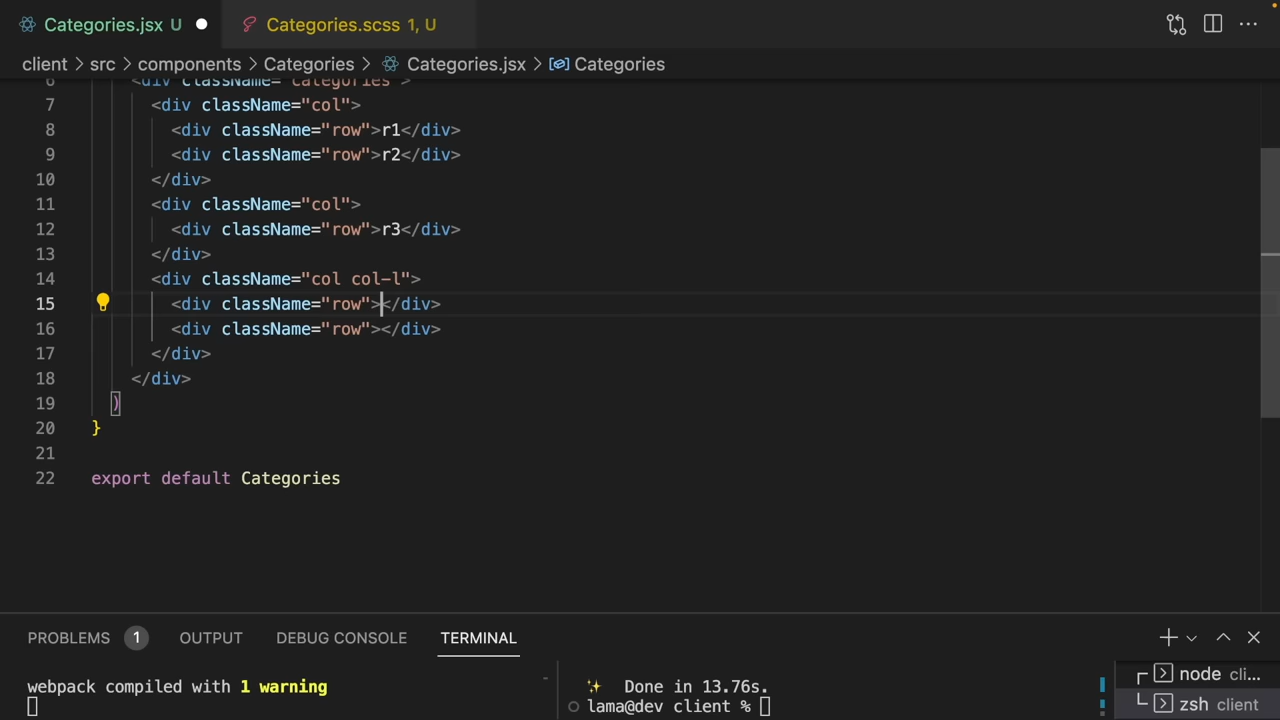 Categories.jsx U Categories.scss 1, U
client > src > components > Categories > Categories.jsx > Categories
6 <div className="categories">
7 <div className="col">
8 <div className="row">r1</div>
9 <div className="row">r2</div>
10 </div>
11 <div className="col">
12 <div className="row">r3</div>
13 </div>
14 <div className="col col-l">
15 <div className="row"></div>
16 <div className="row"></div>
17 </div>
18 </div>
19 )
20 }
21
22 export default Categories
PROBLEMS 1 OUTPUT DEBUG CONSOLE TERMINAL
webpack compiled with 1 warning
✨ Done in 13.76s.
lama@dev client %
node cli...
zsh client